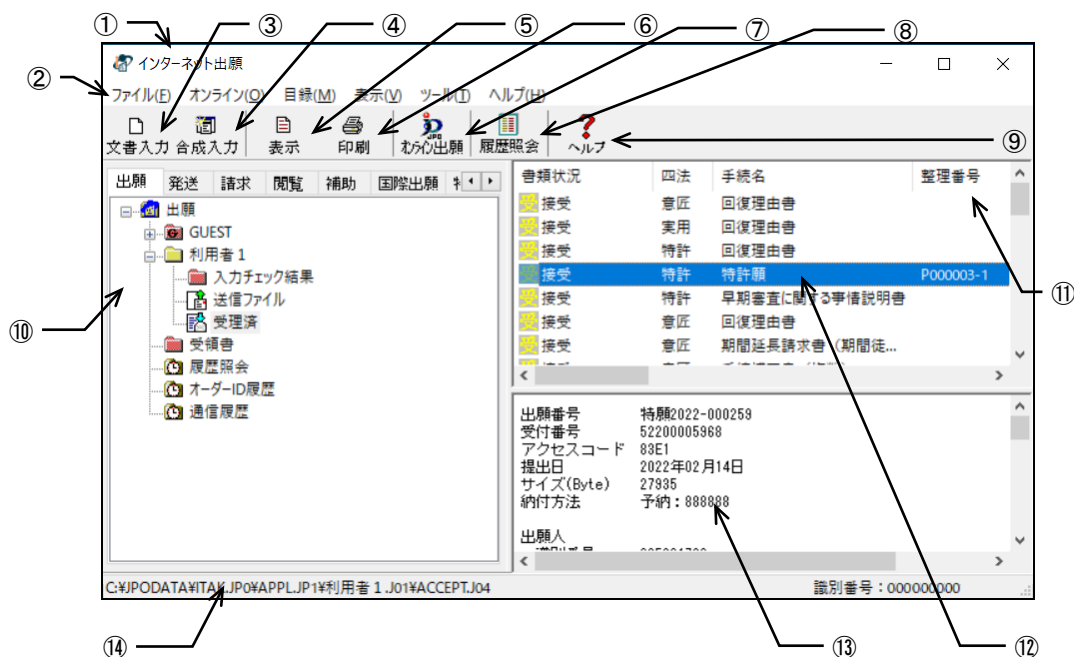 ① ③ ④ ⑤ ⑥ ⑦ ⑧
インターネット出願
②
ファイル(F) オンライン(O) 目録(M) 表示(V) ツール(T) ヘルプ(H)
文書入力 合成入力 表示 印刷 オンライン出願 履歴照会 ヘルプ
⑨
出願 発送 請求 閲覧 補助 国際出願
書類状況 四法 手続名 整理番号
出願
GUEST
利用者1
入力チェック結果
送信ファイル
受理済
受領書
履歴照会
オーダーID履歴
通信履歴
⑩
受 接受 意匠 回復理由書
受 接受 実用 回復理由書
受 接受 特許 回復理由書
接受 特許 特許願 P000003-1
受 接受 特許 早期審査に関する事情説明書
受 接受 意匠 回復理由書
受 接受 意匠 期間延長請求書（期間徒...
⑪
出願番号 特願2022-000259
受付番号 52200005968
アクセスコード 83E1
提出日 2022年02月14日
サイズ(Byte) 27935
納付方法 予納：888888
出願人
C:¥JPODATA¥ITAK.JP0¥APPL.JP1¥利用者１.J01¥ACCEPT.J04 識別番号：000000000
⑭ ⑬ ⑫